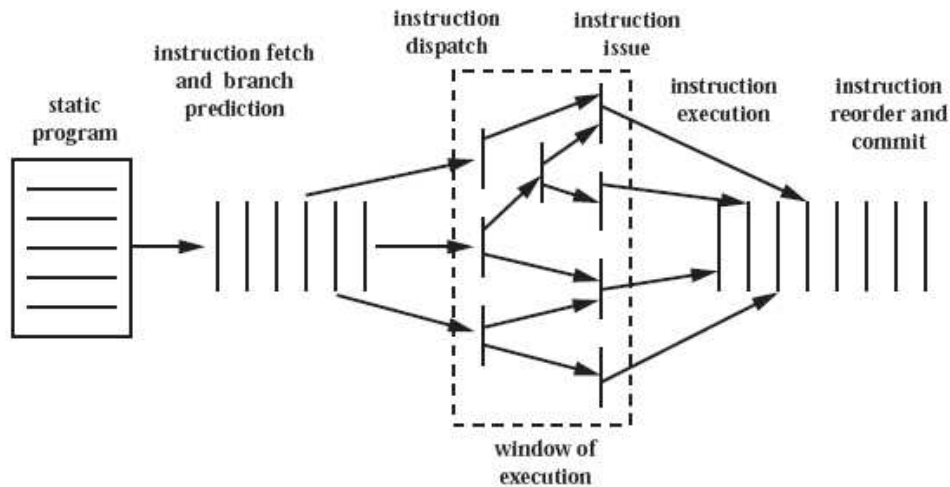 static
program
instruction fetch
and branch
prediction
instruction
dispatch
instruction
issue
instruction
execution
instruction
reorder and
commit
window of
execution